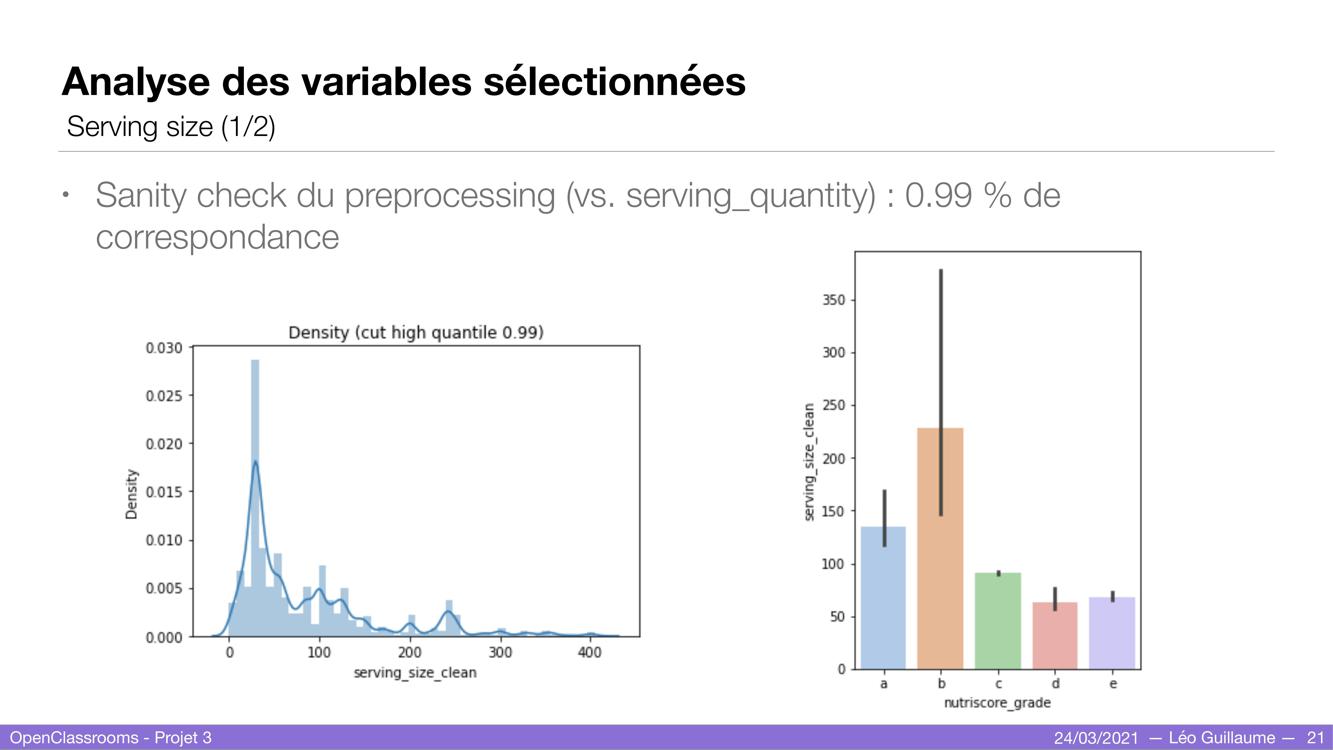 Analyse des variables sélectionnées
Serving size (1/2)
• Sanity check du preprocessing (vs. serving_quantity) : 0.99 % de
correspondance
Density (cut high quantile 0.99)
0.030
0.025
0.020
0.015
0.010
0.005
0.000
Density
0 100 200 300 400
serving_size_clean
350
300
250
200
150
100
50
0
serving_size_clean
a b c d e
nutriscore_grade
OpenClassrooms - Projet 3
24/03/2021 — Léo Guillaume — 21